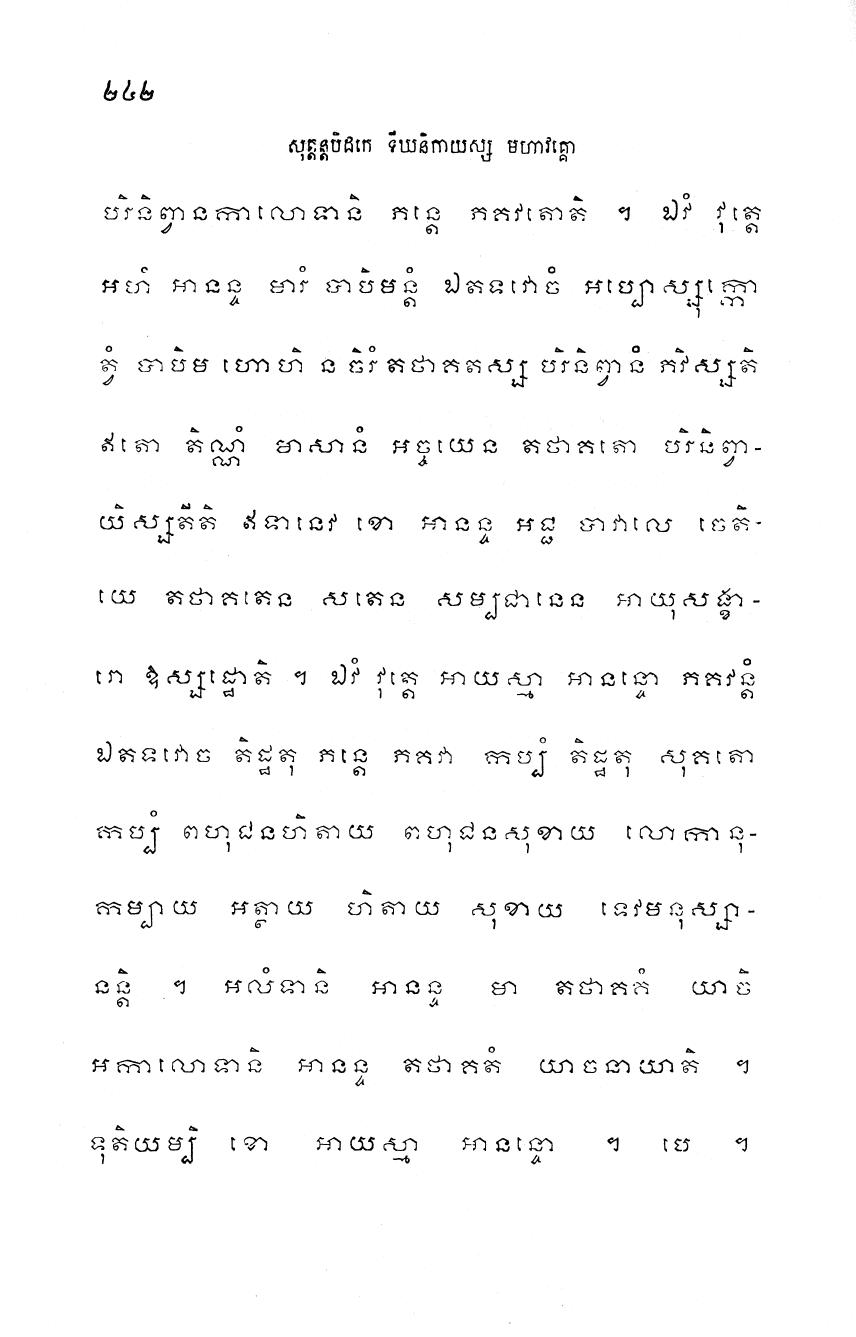 ២៤២
សុត្តន្តបិដកេ ទីឃនិកាយស្ស មហាវគ្គោ
បរិនិព្វានកាលោទានិ ភន្តេ ភគវតោតិ ។ ឯវំ វុត្តេ
អហំ អានន្ទ មារំ បាបិមន្តំ ឯតទវោចំ អប្បោស្សុក្កោ
ត្វំ បាបិម ហោហិ ន ចិរំ តថាគតស្ស បរិនិព្វានំ ភវិស្សតិ
ឥតោ តិណ្ណំ មាសានំ អច្ចយេន តថាគតោ បរិនិព្វា-
យិស្សតីតិ ឥទានេវ ខោ អានន្ទ អជ្ជ បាវាលេ ចេតិ-
យេ តថាគតេន សតេន សម្បជានេន អាយុសង្ខា-
រោ ឱស្សដ្ឋោតិ ។ ឯវំ វុត្តេ អាយស្មា អានន្ទោ ភគវន្តំ
ឯតទវោច តិដ្ឋតុ ភន្តេ ភគវា កប្បំ តិដ្ឋតុ សុគតោ
កប្បំ ពហុជនហិតាយ ពហុជនសុខាយ លោកានុ-
កម្បាយ អត្ថាយ ហិតាយ សុខាយ ទេវមនុស្សា-
នន្តិ ។ អលំទានិ អានន្ទ មា តថាគតំ យាចិ
អកាលោទានិ អានន្ទ តថាគតំ យាចនាយាតិ ។
ទុតិយម្បិ ខោ អាយស្មា អានន្ទោ ។ បេ ។